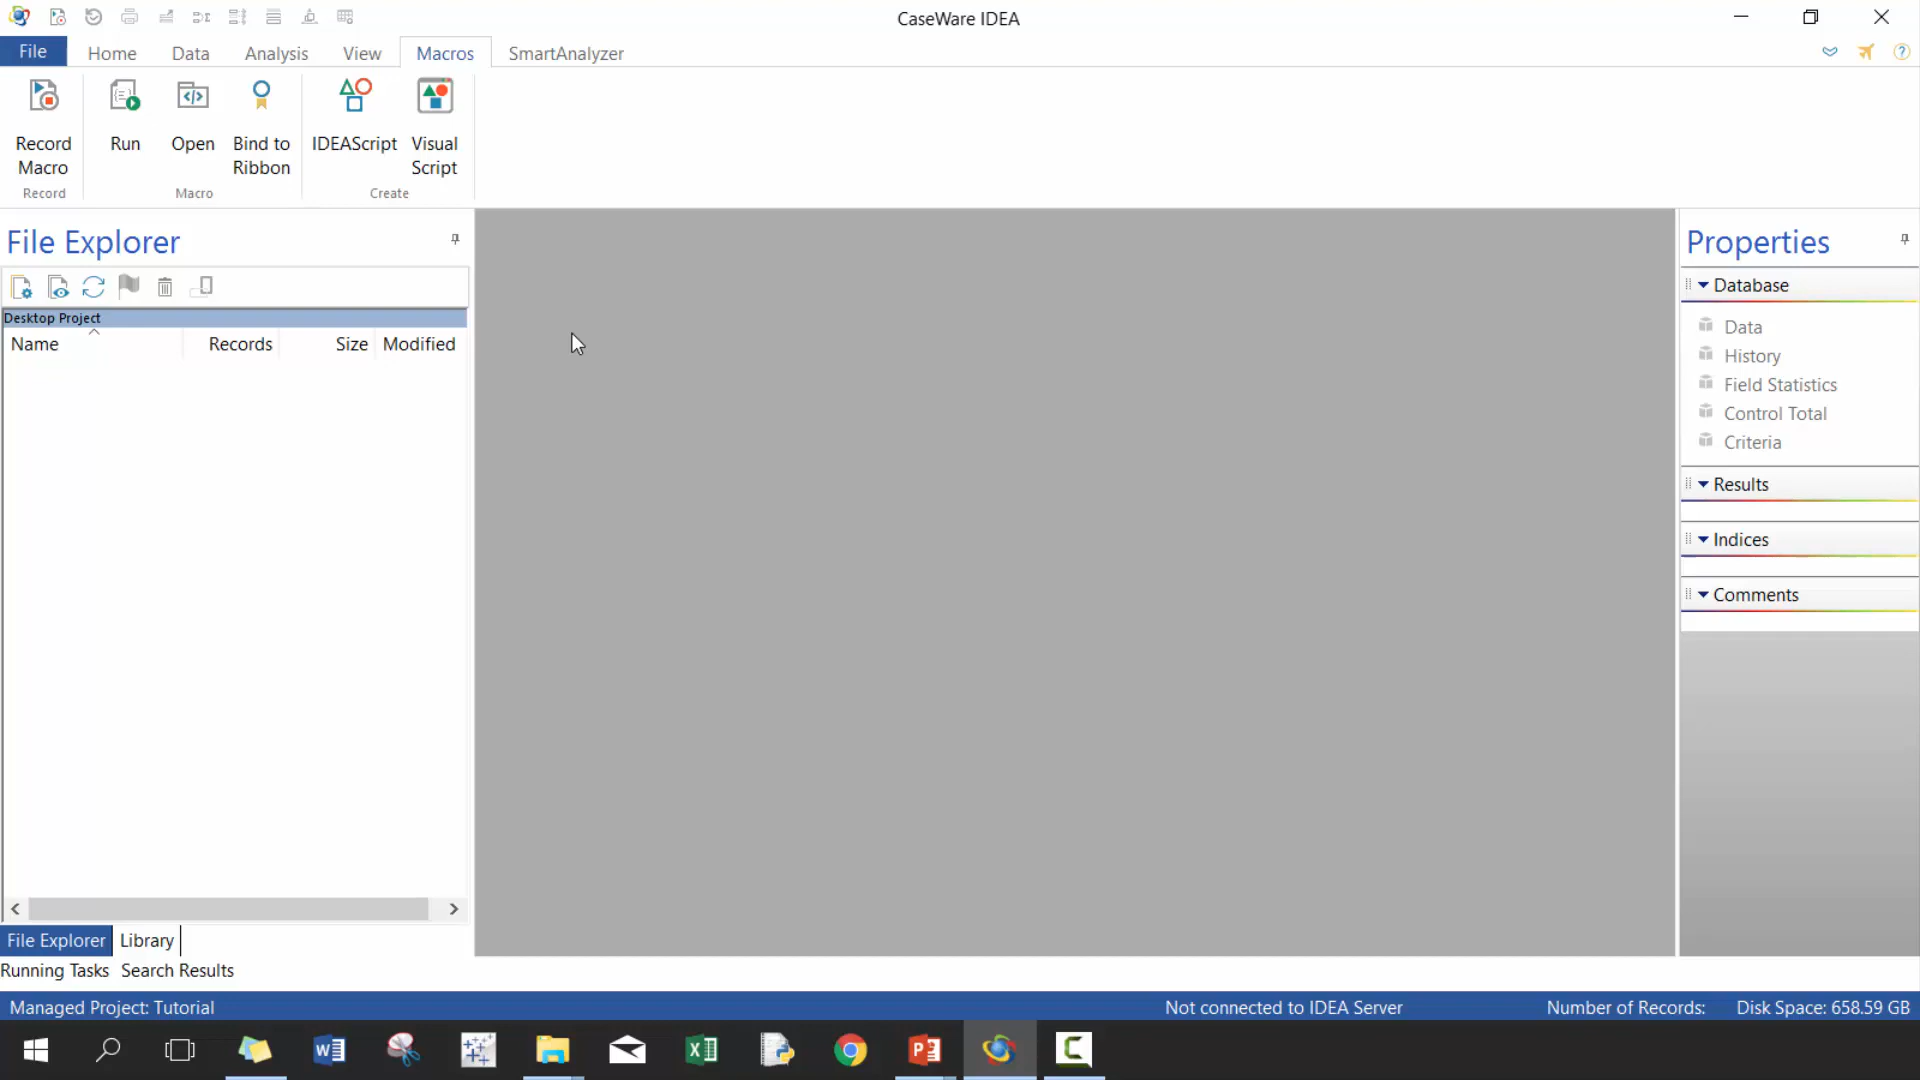 CaseWare IDEA
File Home Data Analysis View Macros SmartAnalyzer
Record Macro Run Open Bind to Ribbon IDEAScript Visual Script
Record Macro Create
File Explorer
Desktop Project
Name Records Size Modified
Properties
Database
Data
History
Field Statistics
Control Total
Criteria
Results
Indices
Comments
File Explorer Library
Running Tasks Search Results
Managed Project: Tutorial Not connected to IDEA Server Number of Records: Disk Space: 658.59 GB